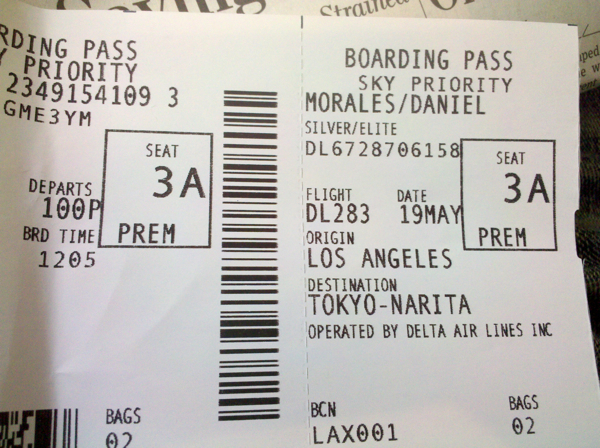 Strained
RDING PASS
Y PRIORITY
2349154109 3
GME3YM
SEAT
3A
DEPARTS
100P
BRD TIME
PREM
1205
BAGS
02
BOARDING PASS
SKY PRIORITY
MORALES/DANIEL
SILVER/ELITE
DL6728706158
SEAT
3A
FLIGHT DATE
DL283 19MAY
PREM
ORIGIN
LOS ANGELES
DESTINATION
TOKYO-NARITA
OPERATED BY DELTA AIR LINES INC
BCN
LAX001
BAGS
02